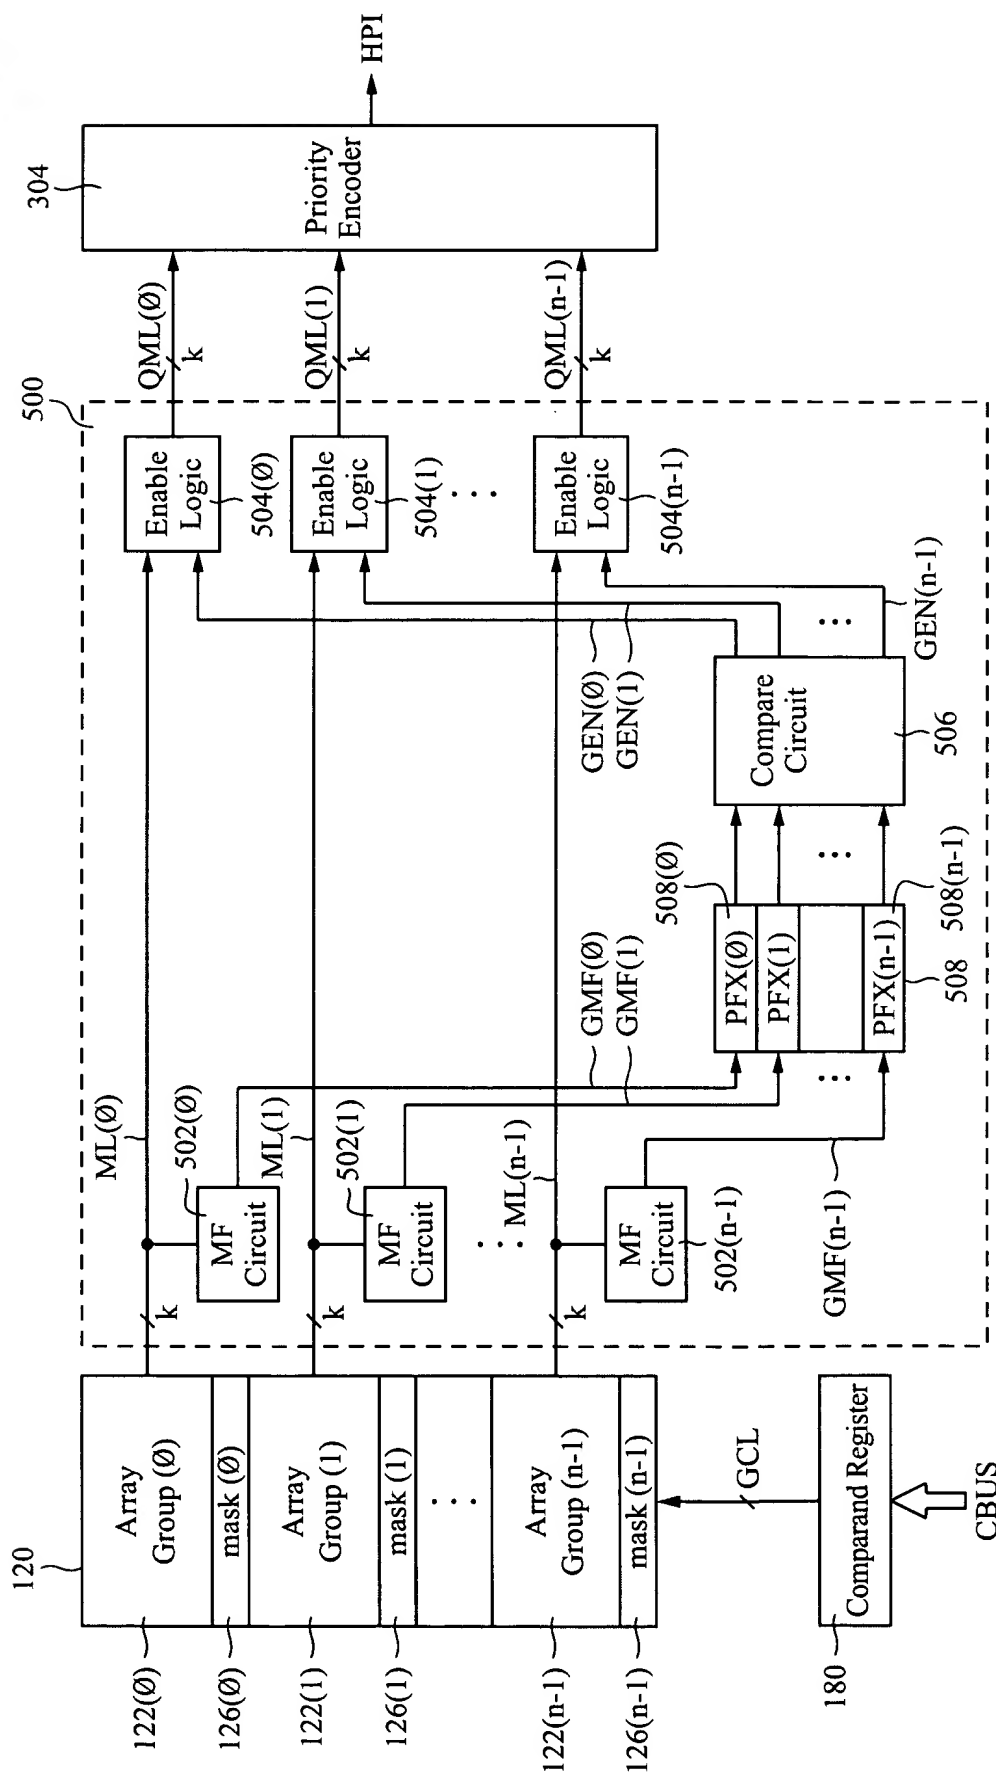 120
Array
Group (Ø)
mask (Ø)
Array
Group (1)
mask (1)
...
Array
Group (n-1)
mask (n-1)
122(Ø)
126(Ø)
122(1)
126(1)
122(n-1)
126(n-1)
GCL
Comparand Register
180
CBUS
500
ML(Ø)
k
MF
Circuit
502(Ø)
ML(1)
k
MF
Circuit
502(1)
...
ML(n-1)
k
MF
Circuit
502(n-1)
GMF(Ø)
GMF(1)
GMF(n-1)
...
508(Ø)
PFX(Ø)
PFX(1)
PFX(n-1)
508(n-1)
508
...
Compare
Circuit
506
GEN(Ø)
GEN(1)
...
GEN(n-1)
Enable
Logic
504(Ø)
Enable
Logic
504(1)
...
Enable
Logic
504(n-1)
QML(Ø)
k
QML(1)
k
QML(n-1)
k
304
Priority
Encoder
HPI